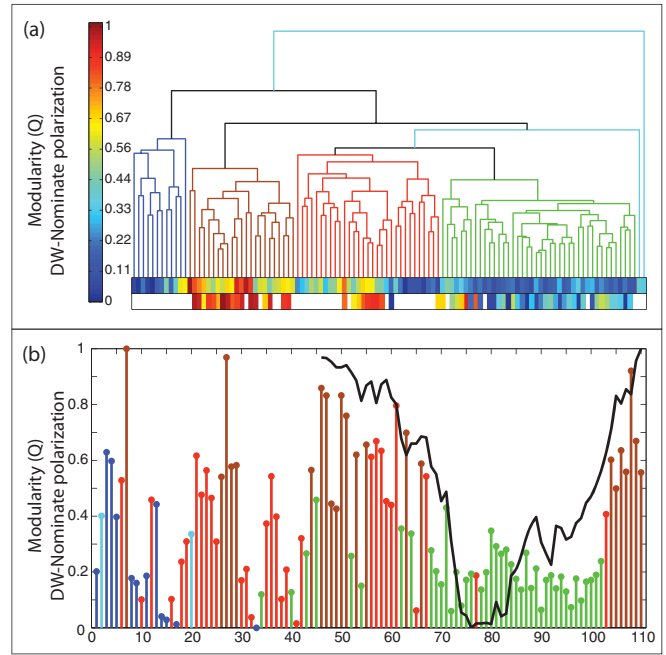 (a)
Modularity (Q)
DW-Nominate polarization
1
0.89
0.78
0.67
0.56
0.44
0.33
0.22
0.11
0
(b)
Modularity (Q)
DW-Nominate polarization
1
0.8
0.6
0.4
0.2
0
0 10 20 30 40 50 60 70 80 90 100 110